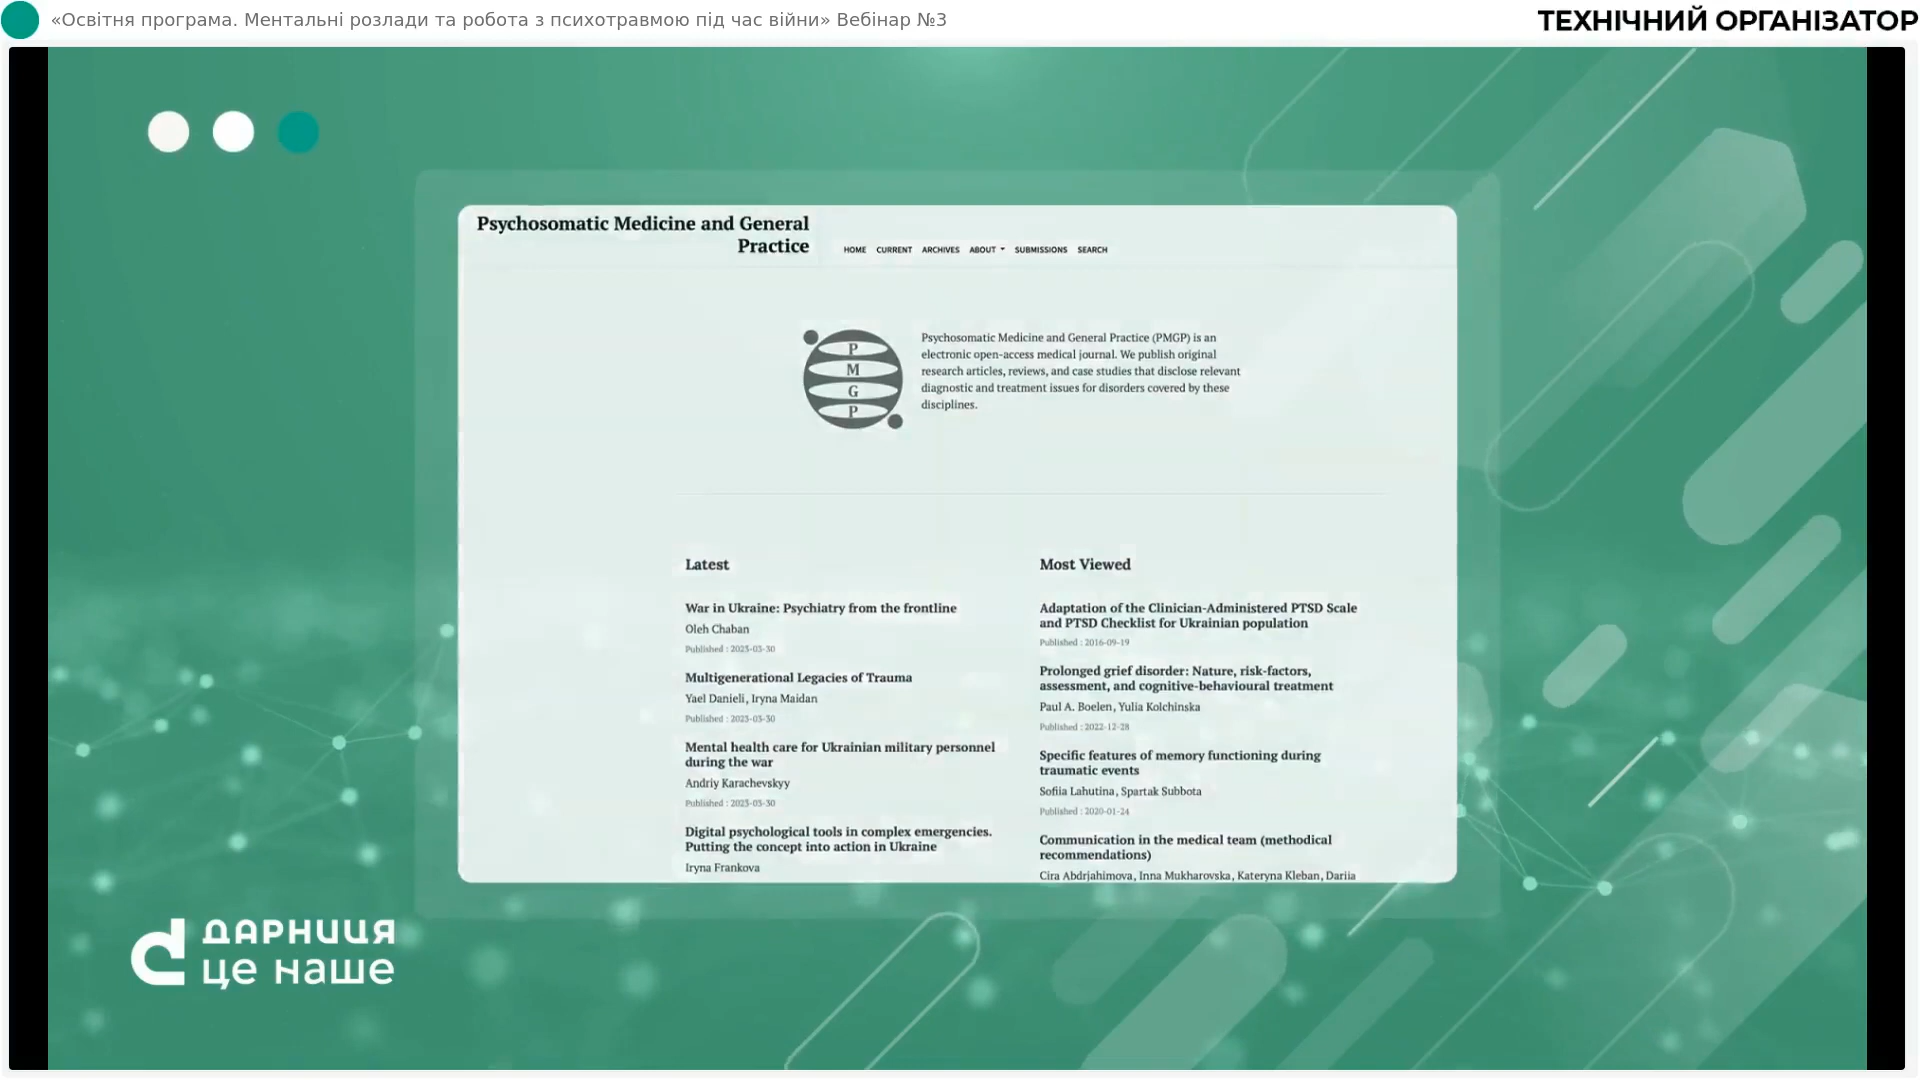 «Освітня програма. Ментальні розлади та робота з психотравмою під час війни» Вебінар №3
ТЕХНІЧНИЙ ОРГАНІЗАТОР
Psychosomatic Medicine and General
Practice
HOME CURRENT ARCHIVES ABOUT SUBMISSIONS SEARCH
P
M
G
P
Psychosomatic Medicine and General Practice (PMGP) is an
electronic open-access medical journal. We publish original
research articles, reviews, and case studies that disclose relevant
diagnostic and treatment issues for disorders covered by these
disciplines.
Latest
War in Ukraine: Psychiatry from the frontline
Oleh Chaban
Published : 2023-03-30
Multigenerational Legacies of Trauma
Yael Danieli, Iryna Maidan
Published : 2023-03-30
Mental health care for Ukrainian military personnel
during the war
Andriy Karachevskyy
Published : 2023-03-30
Digital psychological tools in complex emergencies.
Putting the concept into action in Ukraine
Iryna Frankova
Most Viewed
Adaptation of the Clinician-Administered PTSD Scale
and PTSD Checklist for Ukrainian population
Published : 2016-09-19
Prolonged grief disorder: Nature, risk-factors,
assessment, and cognitive-behavioural treatment
Paul A. Boelen, Yulia Kolchinska
Published : 2022-12-28
Specific features of memory functioning during
traumatic events
Sofiia Lahutina, Spartak Subbota
Published : 2020-01-24
Communication in the medical team (methodical
recommendations)
Cira Abdrjahimova, Inna Mukharovska, Kateryna Kleban, Dariia
ДАРНИЦЯ
це наше